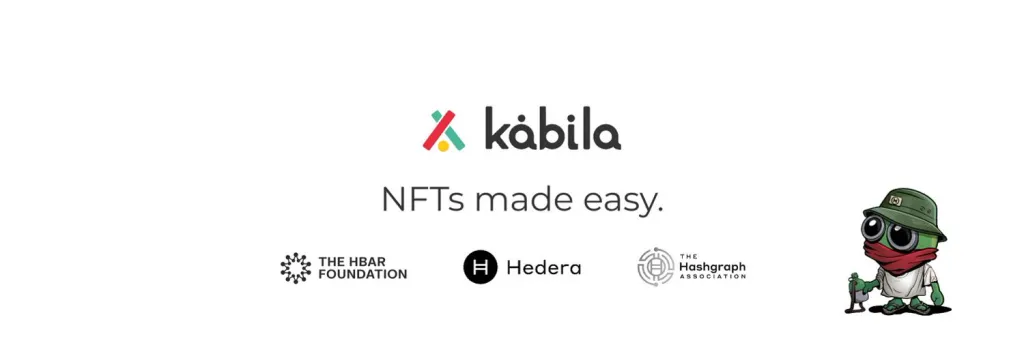 kabila
NFTs made easy.
THE HBAR
FOUNDATION
Hedera
THE
Hashgraph
ASSOCIATION